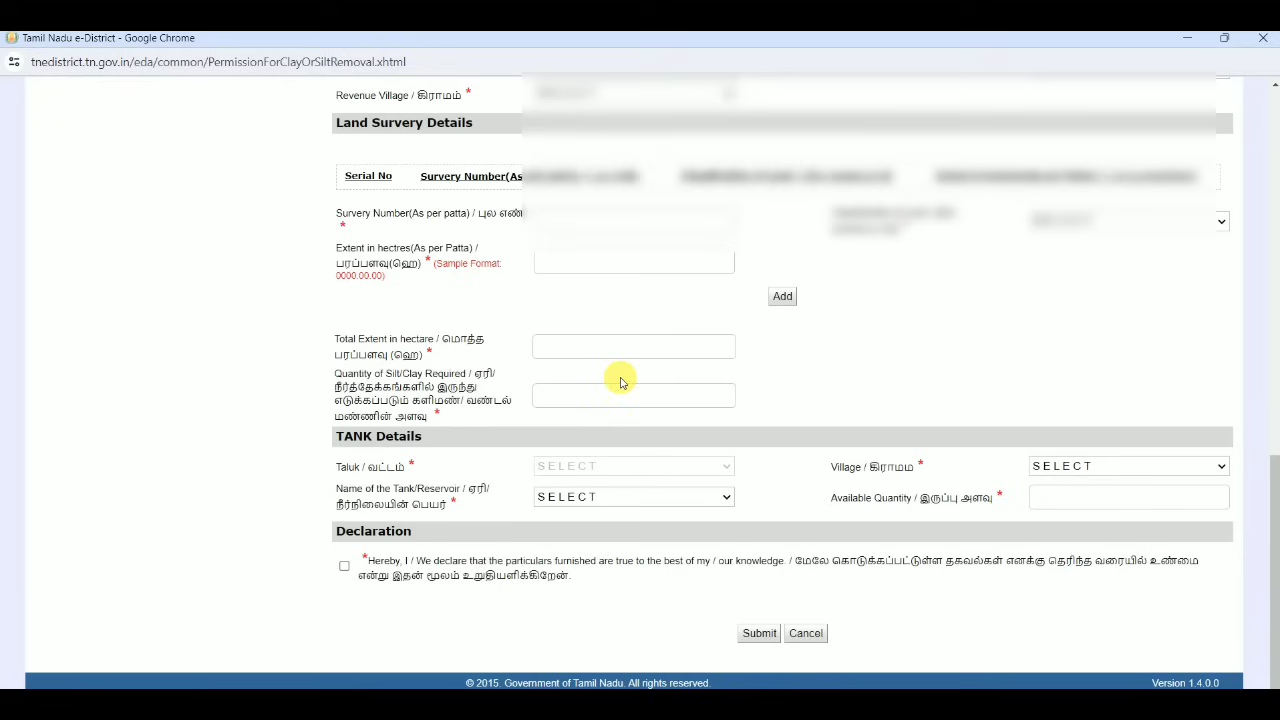 Tamil Nadu e-District - Google Chrome
tnedistrict.tn.gov.in/eda/common/PermissionForClayOrSiltRemoval.xhtml
Revenue Village / கிராமம் *
Land Survery Details
Serial No Survery Number(As
Survery Number(As per patta) / புல எண்
*
Extent in hectres(As per Patta) /
பரப்பளவு(ஹெ) * (Sample Format:
0000.00.00)
Add
Total Extent in hectare / மொத்த
பரப்பளவு (ஹெ) *
Quantity of Silt/Clay Required / ஏரி/
நீர்த்தேக்கங்களில் இருந்து
எடுக்கப்படும் களிமண்/ வண்டல்
மண்ணின் அளவு *
TANK Details
Taluk / வட்டம் * SELECT Village / கிராமம * SELECT
Name of the Tank/Reservoir / ஏரி/
நீர்நிலையின் பெயர் * SELECT Available Quantity / இருப்பு அளவு *
Declaration
*Hereby, I / We declare that the particulars furnished are true to the best of my / our knowledge. / மேலே கொடுக்கப்பட்டுள்ள தகவல்கள் எனக்கு தெரிந்த வரையில் உண்மை
என்று இதன் மூலம் உறுதியளிக்கிறேன்.
Submit Cancel
© 2015. Government of Tamil Nadu. All rights reserved. Version 1.4.0.0